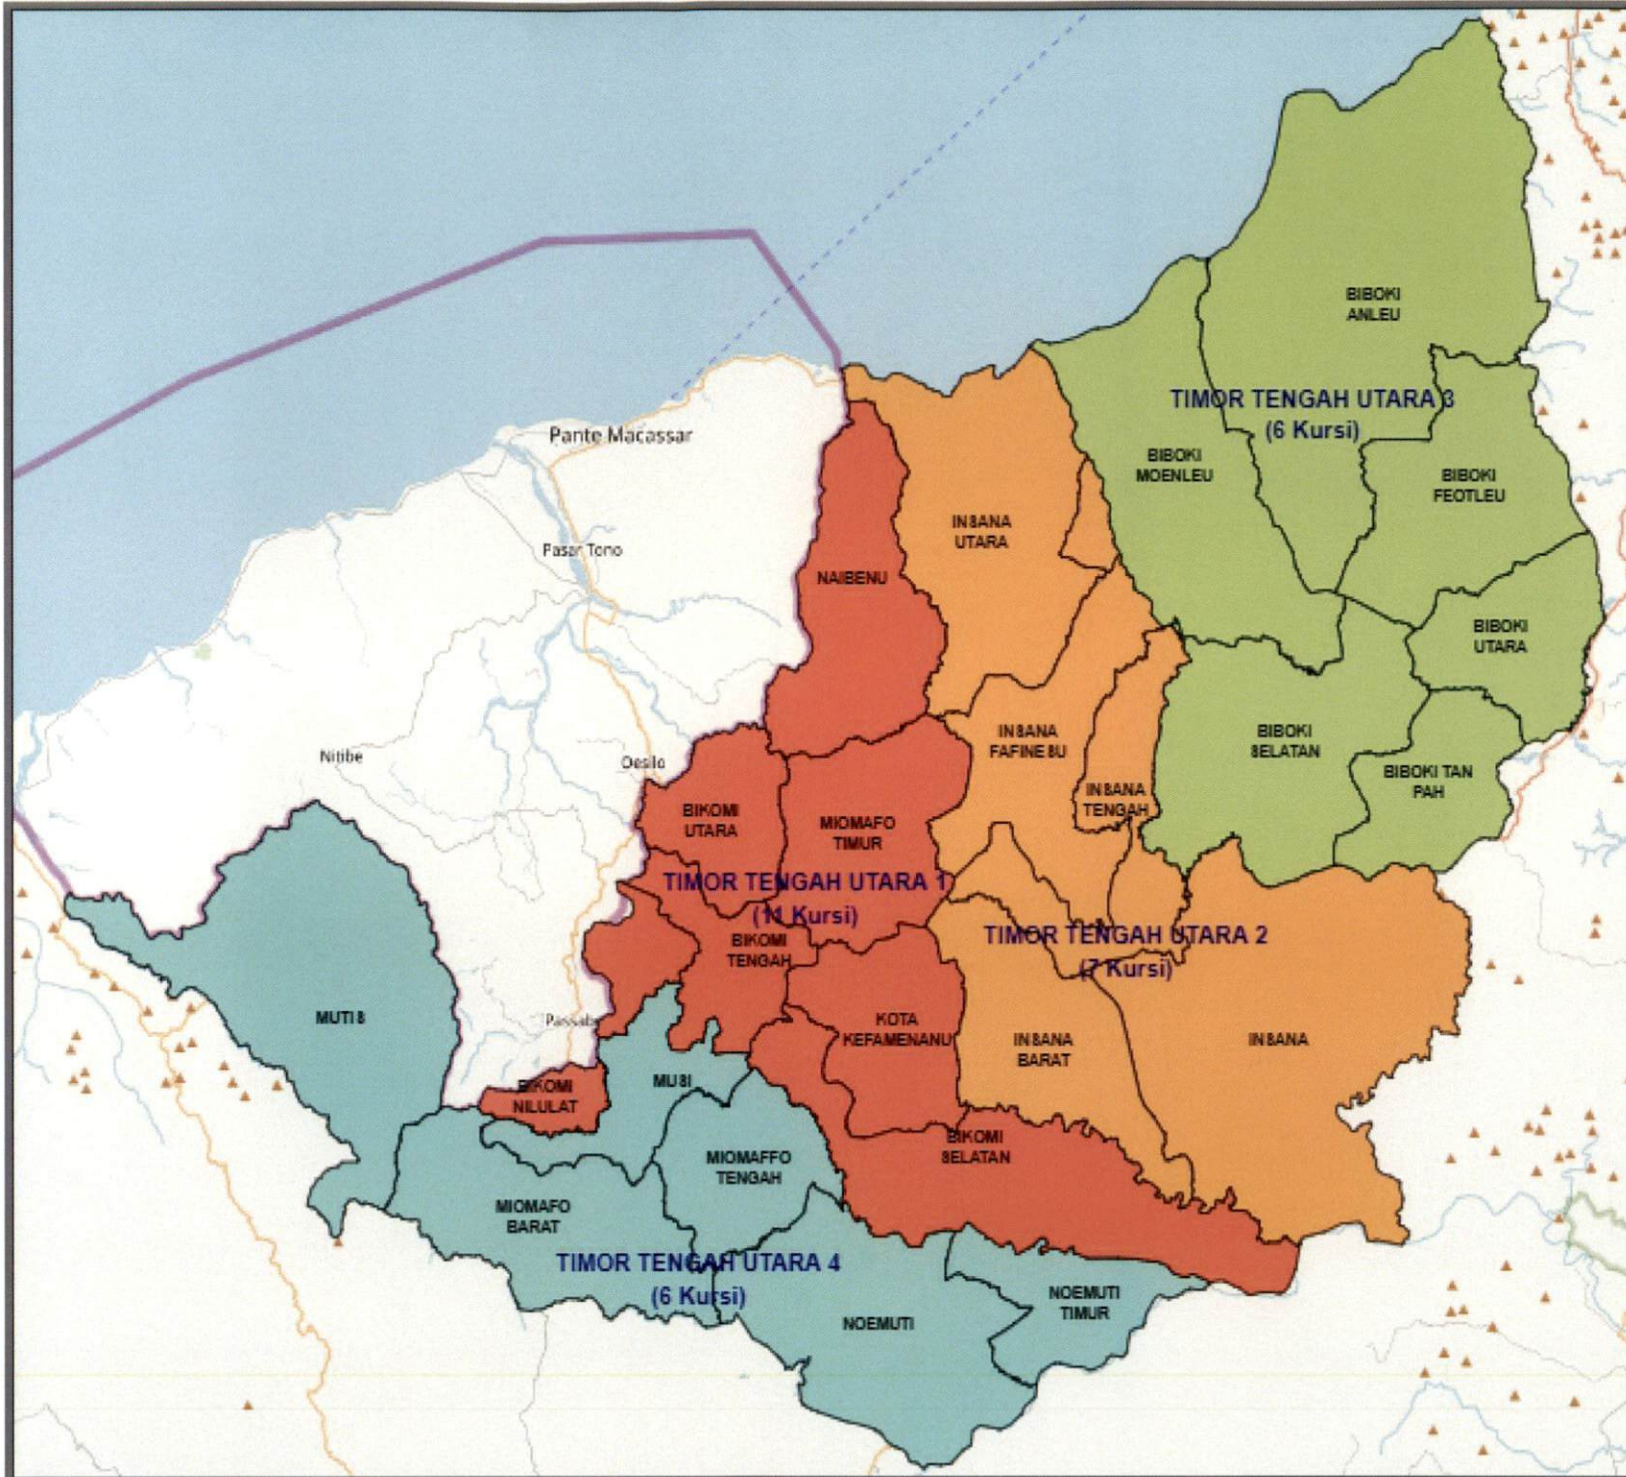 BIBOKI
ANLEU
TIMOR TENGAH UTARA 3
(6 Kursi)
Pante Macassar
BIBOKI
MOENLEU
BIBOKI
FEOTLEU
INSANA
UTARA
Pasar Tono
NAIBENU
BIBOKI
UTARA
INSANA
FAFINESU
BIBOKI
SELATAN
Nitibe
Oesilo
BIBOKI TAN
PAH
INSANA
TENGAH
BIKOMI
UTARA
MIOMAFO
TIMUR
TIMOR TENGAH UTARA 1
(11 Kursi)
TIMOR TENGAH UTARA 2
(7 Kursi)
BIKOMI
TENGAH
MUTIS
Passabe
KOTA
KEFAMENANU
INSANA
BARAT
INSANA
BIKOMI
NILULAT
MUSI
BIKOMI
SELATAN
MIOMAFFO
TENGAH
MIOMAFO
BARAT
TIMOR TENGAH UTARA 4
(6 Kursi)
NOEMUTI
TIMUR
NOEMUTI